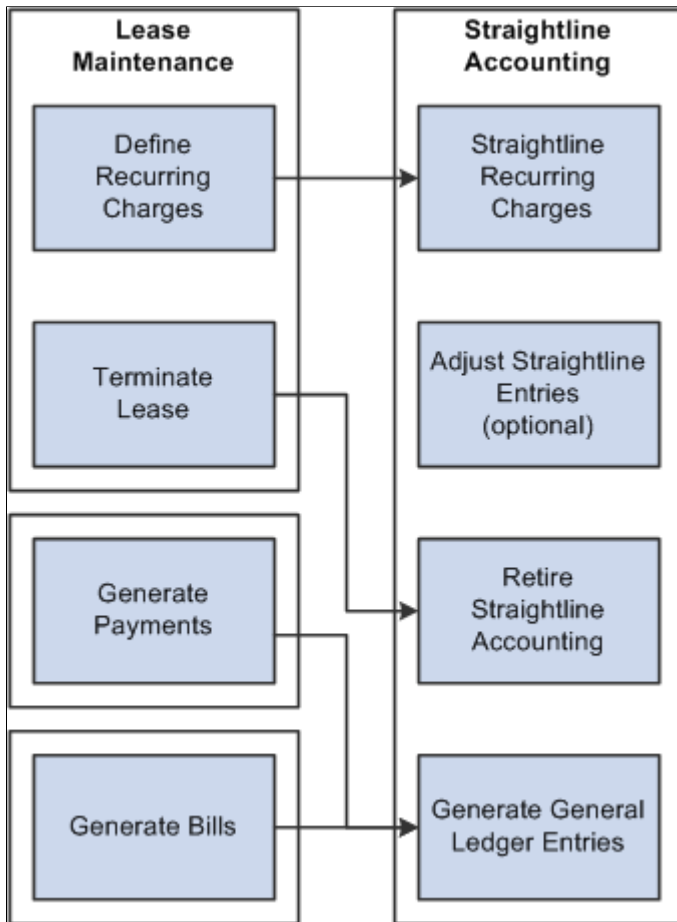 Lease
Maintenance
Define
Recurring
Charges
Terminate
Lease
Generate
Payments
Generate Bills
Straightline
Accounting
Straightline
Recurring
Charges
Adjust Straightline
Entries
(optional)
Retire
Straightline
Accounting
Generate General
Ledger Entries